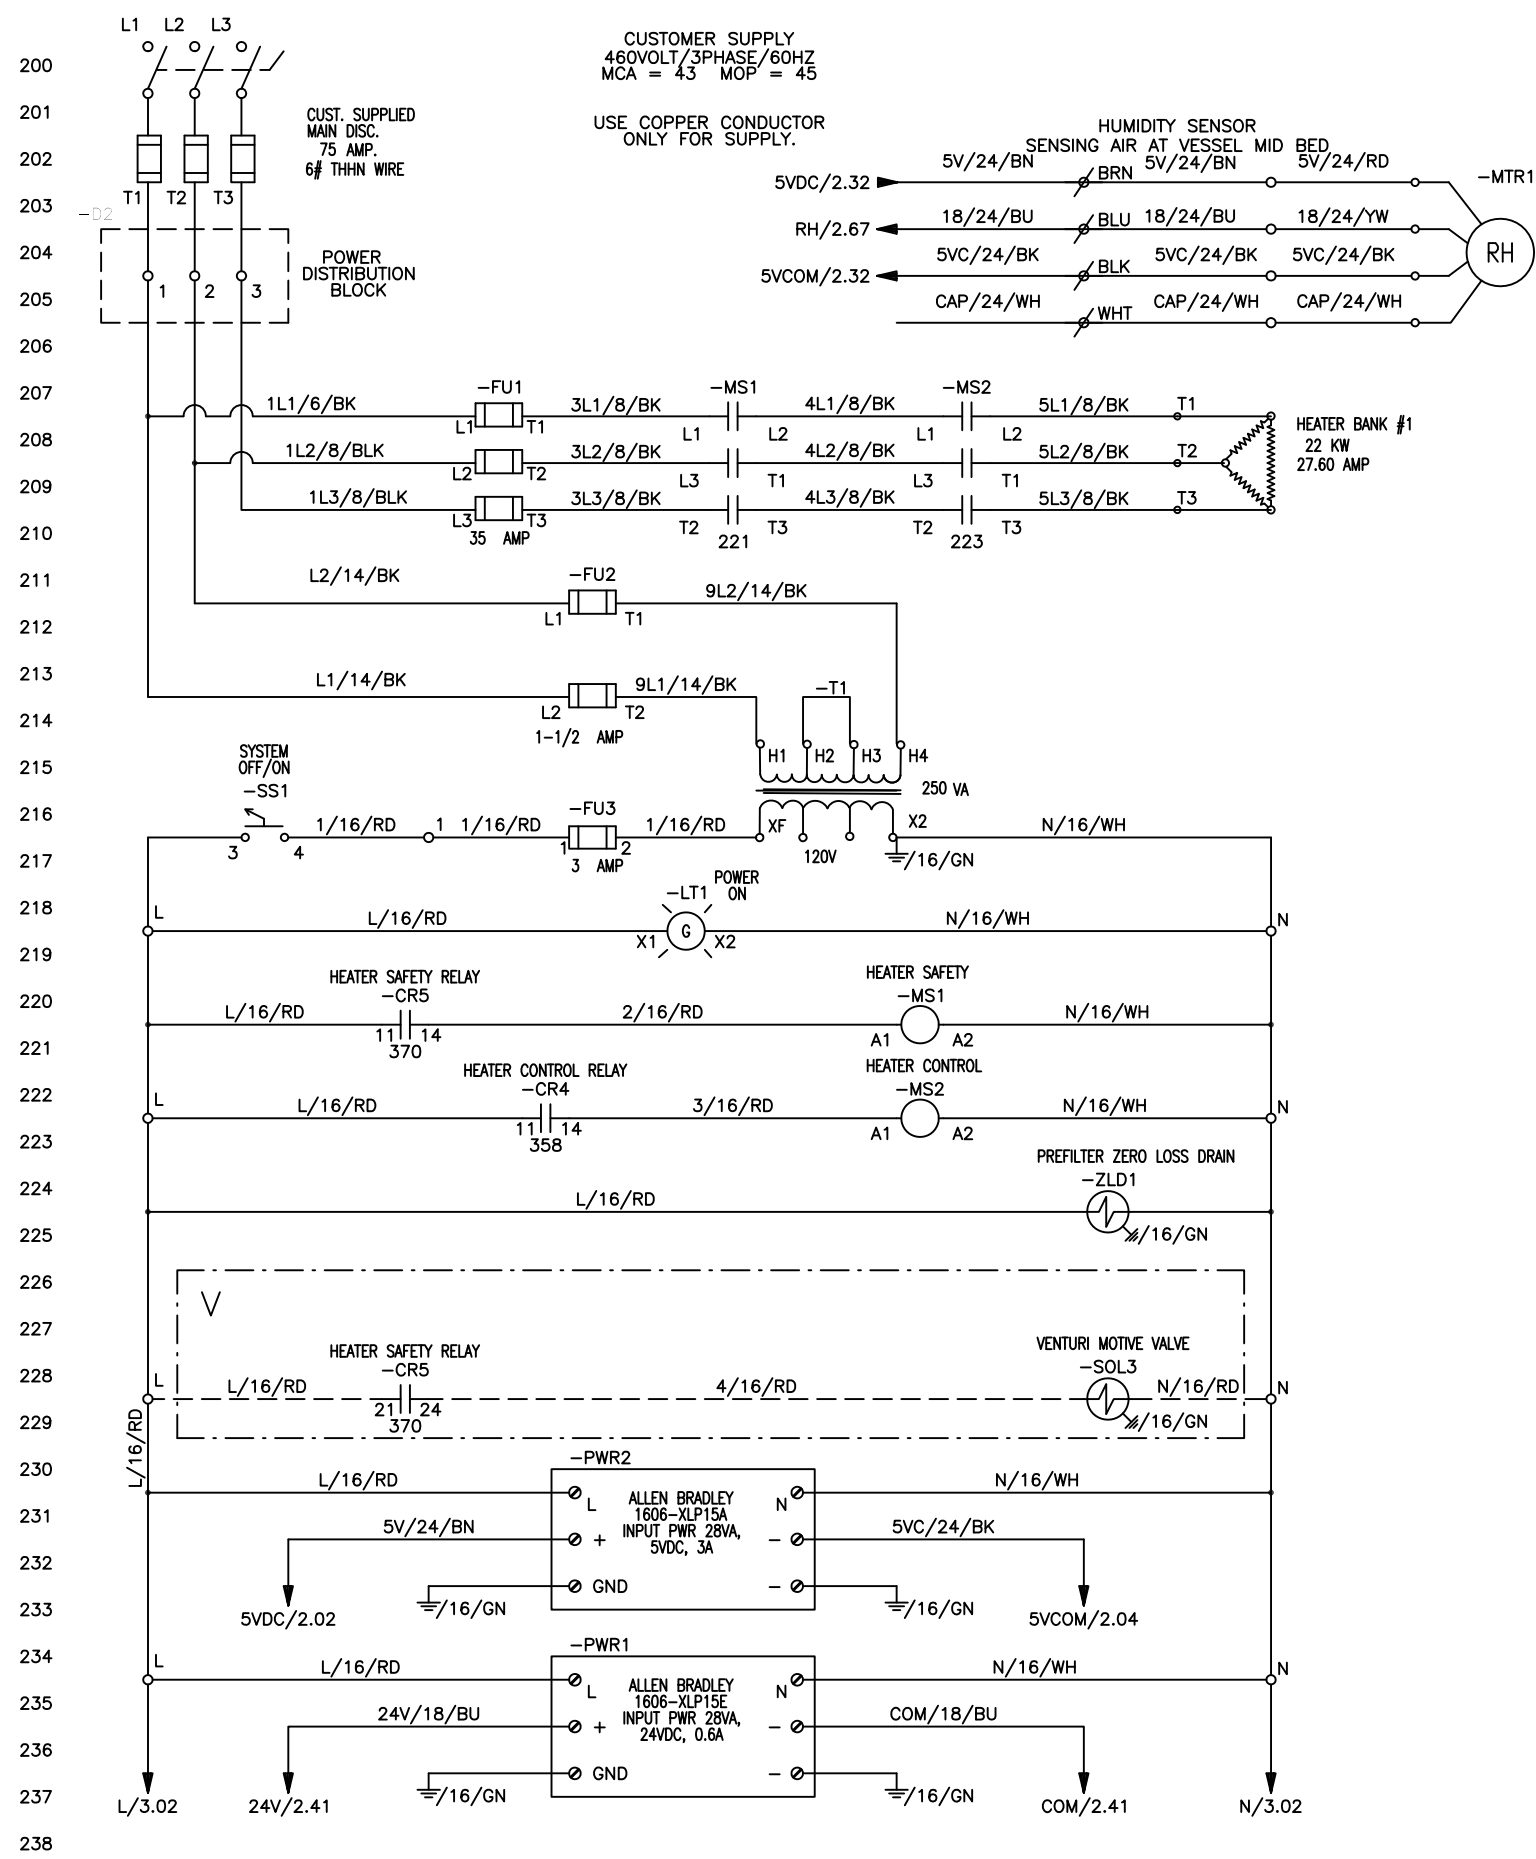 L1 L2 L3
CUSTOMER SUPPLY
460VOLT/3PHASE/60HZ
MCA = 43 MOP = 45
200
201
CUST. SUPPLIED
MAIN DISC.
75 AMP.
6# THHN WIRE
USE COPPER CONDUCTOR
ONLY FOR SUPPLY.
HUMIDITY SENSOR
SENSING AIR AT VESSEL MID BED
202
5V/24/BN 5V/24/BN 5V/24/RD
5VDC/2.32 BRN -MTR1
T1 T2 T3
203
-D2
18/24/BU BLU 18/24/BU 18/24/YW
RH/2.67
204
POWER
DISTRIBUTION
BLOCK
5VC/24/BK 5VC/24/BK 5VC/24/BK
RH
5VCOM/2.32 BLK
1 2 3
205
CAP/24/WH CAP/24/WH CAP/24/WH
WHT
206
207
-FU1 -MS1 -MS2
1L1/6/BK 3L1/8/BK 4L1/8/BK 5L1/8/BK T1
L1 T1 L1 L2 L1 L2
HEATER BANK #1
22 KW
27.60 AMP
208
1L2/8/BLK 3L2/8/BK 4L2/8/BK 5L2/8/BK T2
L2 T2 L3 T1 L3 T1
209
1L3/8/BLK 3L3/8/BK 4L3/8/BK 5L3/8/BK T3
L3 T3 T2 T3 T2 T3
210
35 AMP 221 223
211
L2/14/BK -FU2 9L2/14/BK
L1 T1
212
213
L1/14/BK 9L1/14/BK -T1
L2 T2
214
1-1/2 AMP
SYSTEM
OFF/ON
H1 H2 H3 H4
215
-SS1
250 VA
216
-FU3
1/16/RD 1 1/16/RD 1/16/RD XF X2 N/16/WH
3 4 1 2
217
3 AMP 120V /16/GN
POWER
ON
-LT1
218
L L/16/RD G N/16/WH N
X1 X2
219
HEATER SAFETY RELAY HEATER SAFETY
220
-CR5 -MS1
L/16/RD 2/16/RD N/16/WH
11 14 A1 A2
221
370
HEATER CONTROL RELAY HEATER CONTROL
222
-CR4 -MS2
L L/16/RD 3/16/RD N/16/WH N
11 14 A1 A2
223
358
PREFILTER ZERO LOSS DRAIN
-ZLD1
224
L/16/RD
225
/16/GN
226
V
227
HEATER SAFETY RELAY VENTURI MOTIVE VALVE
228
-CR5 -SOL3
L L/16/RD 4/16/RD N/16/RD N
21 24
229
370 /16/GN
L/16/RD
230
-PWR2
L/16/RD N/16/WH
L N
ALLEN BRADLEY
1606-XLP15A
INPUT PWR 28VA,
5VDC, 3A
231
5V/24/BN + - 5VC/24/BK
232
GND -
233
5VDC/2.02 /16/GN /16/GN 5VCOM/2.04
234
-PWR1
L L/16/RD N/16/WH N
L N
ALLEN BRADLEY
1606-XLP15E
INPUT PWR 28VA,
24VDC, 0.6A
235
24V/18/BU + - COM/18/BU
236
GND -
237
L/3.02 24V/2.41 /16/GN /16/GN COM/2.41 N/3.02
238